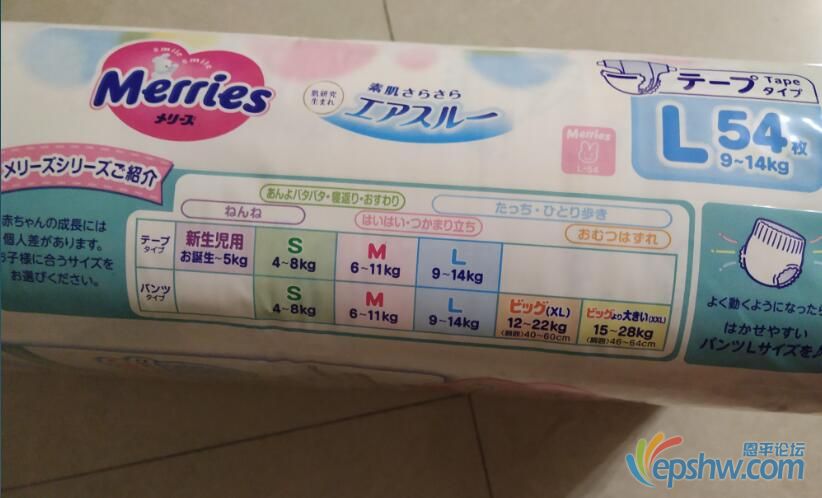 smile smile
Merries
メリーズ
肌研究
生まれ
素肌さらさら
エアスルー
Merries
L-54
テープ Tape
タイプ
L 54枚
9~14kg
メリーズシリーズご紹介
赤ちゃんの成長には
個人差があります。
お子様に合うサイズを
お選びください。
あんよバタバタ・寝返り・おすわり
ねんね
はいはい・つかまり立ち
たっち・ひとり歩き
おむつはずれ
テープ
タイプ
新生児用
お誕生~5kg
S
4~8kg
M
6~11kg
L
9~14kg
パンツ
タイプ
S
4~8kg
M
6~11kg
L
9~14kg
ビッグ(XL)
12~22kg
(胴囲)40~60cm
ビッグより大きい(XXL)
15~28kg
(胴囲)46~64cm
よく動くようになったら
はかせやすい
パンツLサイズを
恩平论坛
epshw.com